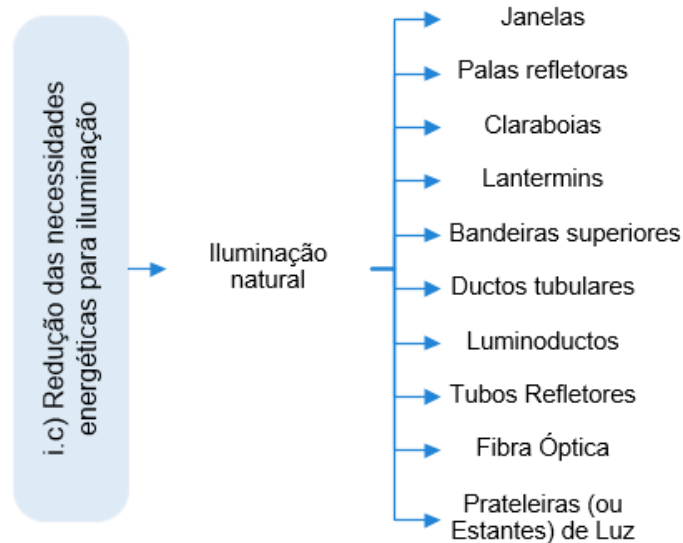 i.c) Redução das necessidades
energéticas para iluminação
Iluminação
natural
Janelas
Palas refletoras
Claraboias
Lantermins
Bandeiras superiores
Ductos tubulares
Luminoductos
Tubos Refletores
Fibra Óptica
Prateleiras (ou
Estantes) de Luz